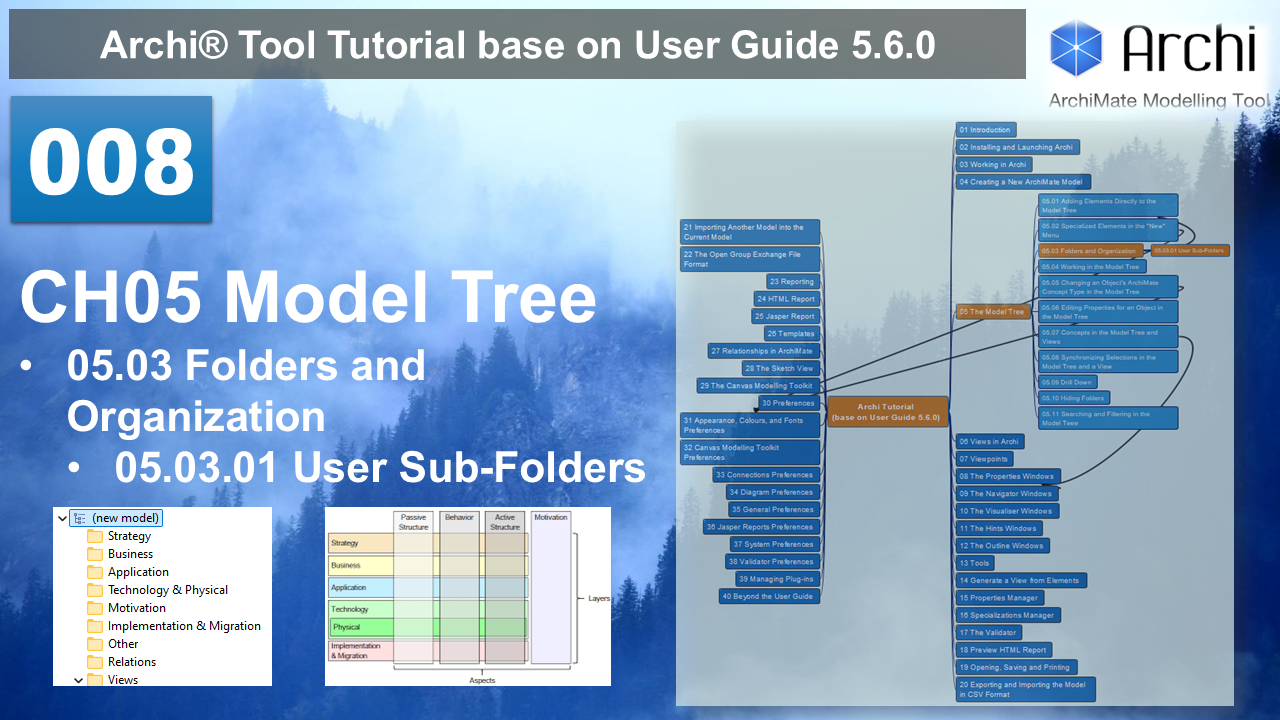 Archi® Tool Tutorial base on User Guide 5.6.0
Archi
ArchiMate Modelling Tool
008
CH05 Model Tree
• 05.03 Folders and
Organization
• 05.03.01 User Sub-Folders
(new model)
Strategy
Business
Application
Technology & Physical
Motivation
Implementation & Migration
Other
Relations
Views
Passive
Structure
Behavior
Active
Structure
Motivation
Strategy
Business
Application
Technology
Physical
Implementation
& Migration
Layers
Aspects
21 Importing Another Model into the
Current Model
22 The Open Group Exchange File
Format
23 Reporting
24 HTML Report
25 Jasper Report
26 Templates
27 Relationships in ArchiMate
28 The Sketch View
29 The Canvas Modelling Toolkit
30 Preferences
31 Appearance, Colours, and Fonts
Preferences
32 Canvas Modelling Toolkit
Preferences
33 Connections Preferences
34 Diagram Preferences
35 General Preferences
36 Jasper Reports Preferences
37 System Preferences
38 Validator Preferences
39 Managing Plug-ins
40 Beyond the User Guide
Archi Tutorial
(base on User Guide 5.6.0)
01 Introduction
02 Installing and Launching Archi
03 Working in Archi
04 Creating a New ArchiMate Model
05 The Model Tree
05.01 Adding Elements Directly to the
Model Tree
05.02 Specialized Elements in the "New"
Menu
05.03 Folders and Organization
05.03.01 User Sub-Folders
05.04 Working in the Model Tree
05.05 Changing an Object's ArchiMate
Concept Type in the Model Tree
05.06 Editing Properties for an Object in
the Model Tree
05.07 Concepts in the Model Tree and
Views
05.08 Synchronizing Selections in the
Model Tree and a View
05.09 Drill Down
05.10 Hiding Folders
05.11 Searching and Filtering in the
Model Tree
06 Views in Archi
07 Viewpoints
08 The Properties Windows
09 The Navigator Windows
10 The Visualiser Windows
11 The Hints Windows
12 The Outline Windows
13 Tools
14 Generate a View from Elements
15 Properties Manager
16 Specializations Manager
17 The Validator
18 Preview HTML Report
19 Opening, Saving and Printing
20 Exporting and Importing the Model
in CSV Format